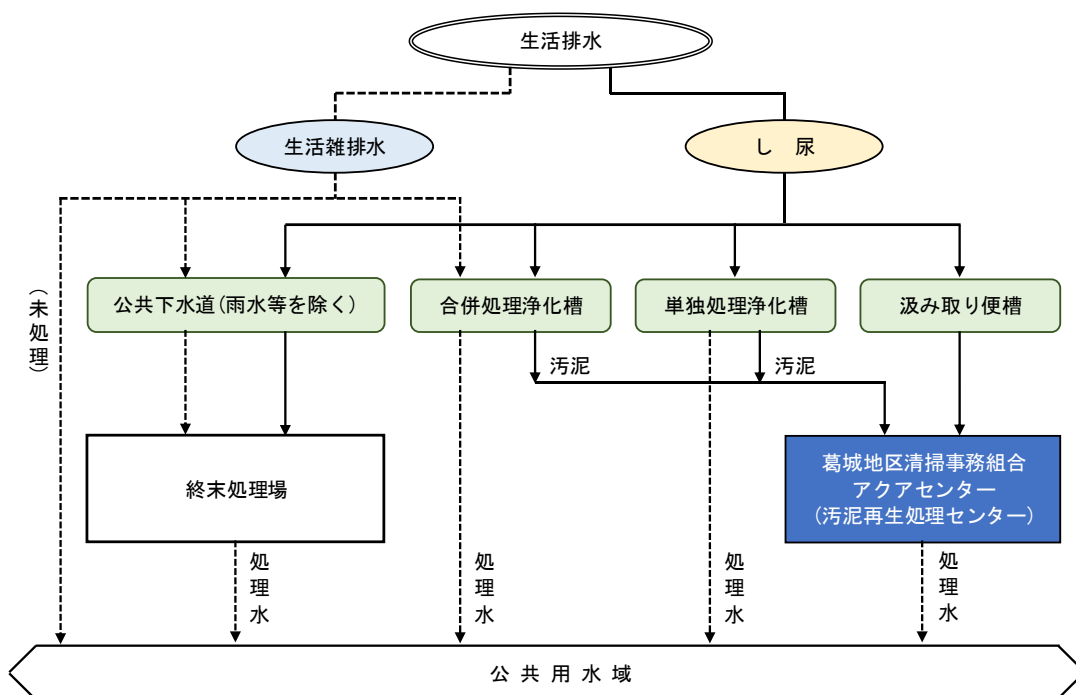 生活排水
生活雑排水
し 尿
(未処理)
公共下水道(雨水等を除く)
合併処理浄化槽
単独処理浄化槽
汲み取り便槽
汚泥
汚泥
終末処理場
葛城地区清掃事務組合
アクアセンター
(汚泥再生処理センター)
処理水
処理水
処理水
処理水
公 共 用 水 域